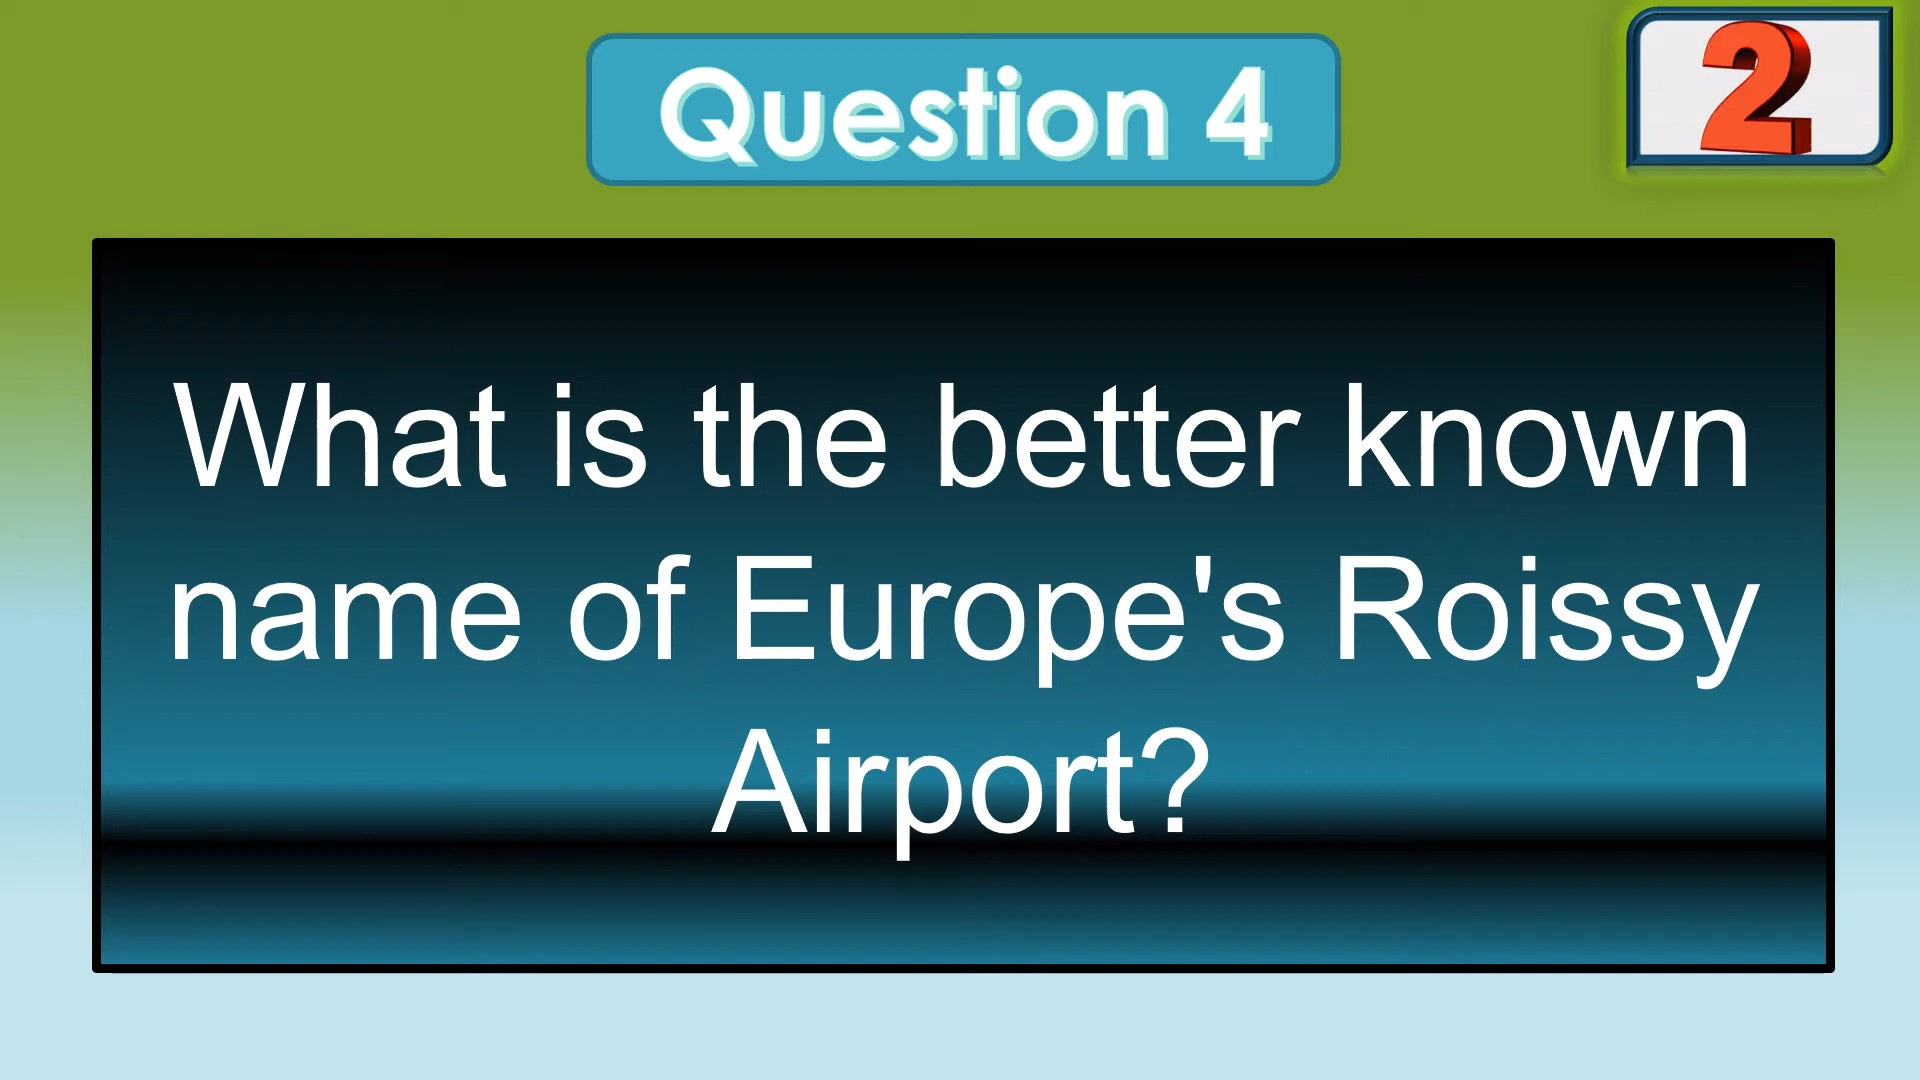 Question 4
2
What is the better known
name of Europe's Roissy
Airport?